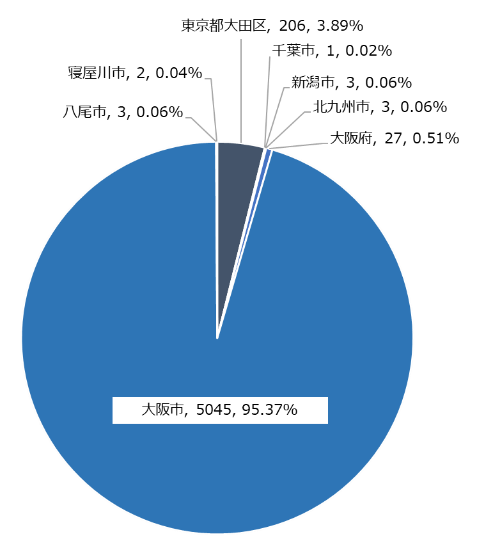 東京都大田区, 206, 3.89%
千葉市, 1, 0.02%
寝屋川市, 2, 0.04%
新潟市, 3, 0.06%
八尾市, 3, 0.06%
北九州市, 3, 0.06%
大阪府, 27, 0.51%
大阪市, 5045, 95.37%